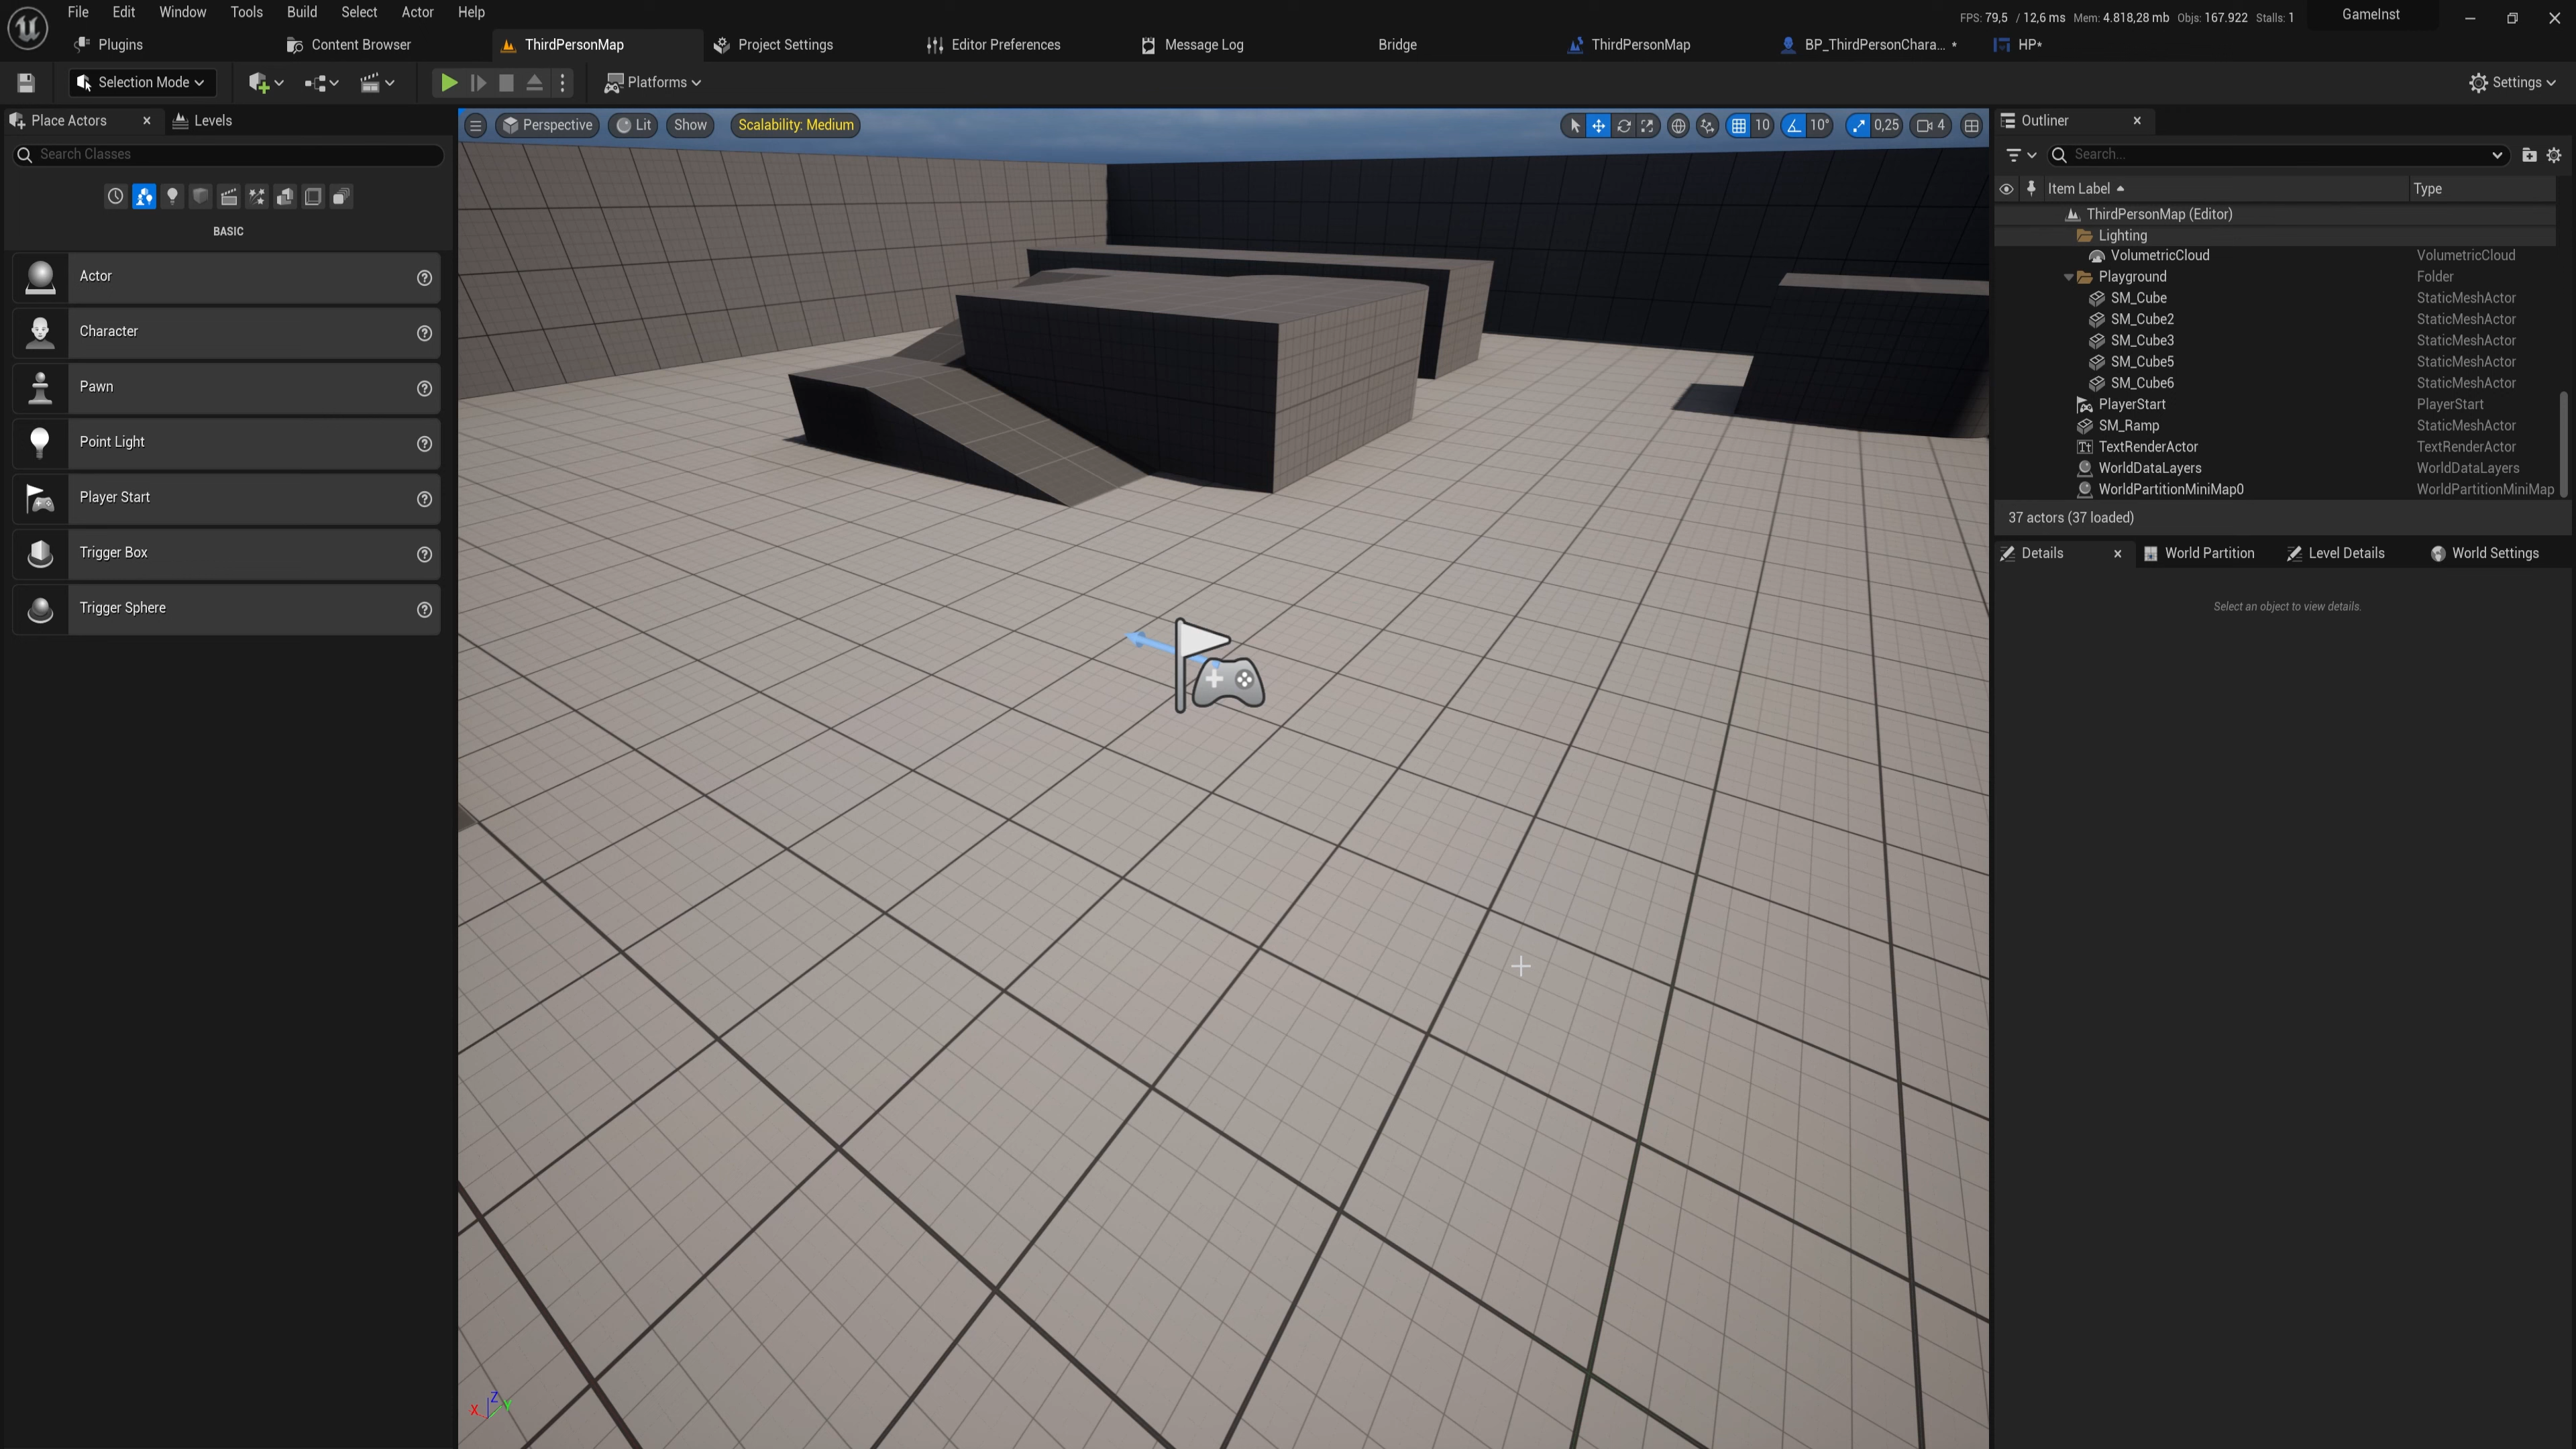 File Edit Window Tools Build Select Actor Help
FPS: 79,5 / 12,6 ms Mem: 4.818,28 mb Objs: 167.922 Stalls: 1
GameInst
Plugins
Content Browser
ThirdPersonMap
Project Settings
Editor Preferences
Message Log
Bridge
ThirdPersonMap
BP_ThirdPersonChara... •
HP•
Selection Mode
Platforms
Settings
Place Actors
Levels
Search Classes
BASIC
Actor
Character
Pawn
Point Light
Player Start
Trigger Box
Trigger Sphere
Perspective
Lit
Show
Scalability: Medium
10
10°
0,25
4
X Z Y
Outliner
Search...
Item Label Type
ThirdPersonMap (Editor)
Lighting
VolumetricCloud VolumetricCloud
Playground Folder
SM_Cube StaticMeshActor
SM_Cube2 StaticMeshActor
SM_Cube3 StaticMeshActor
SM_Cube5 StaticMeshActor
SM_Cube6 StaticMeshActor
PlayerStart PlayerStart
SM_Ramp StaticMeshActor
TextRenderActor TextRenderActor
WorldDataLayers WorldDataLayers
WorldPartitionMiniMap0 WorldPartitionMiniMap
37 actors (37 loaded)
Details
World Partition
Level Details
World Settings
Select an object to view details.